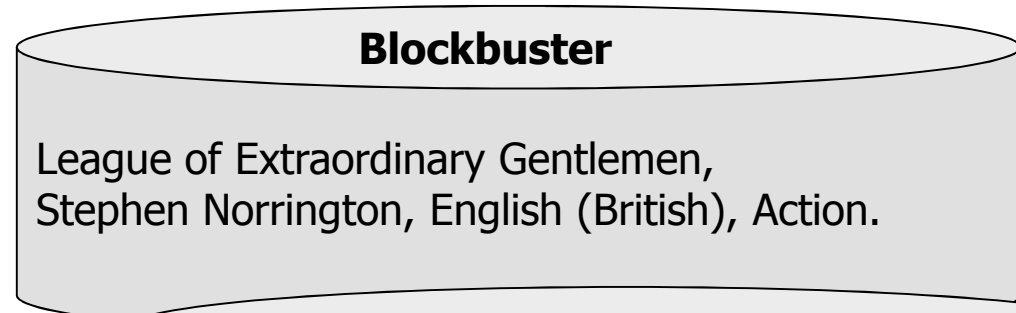 Blockbuster
League of Extraordinary Gentlemen,
Stephen Norrington, English (British), Action.